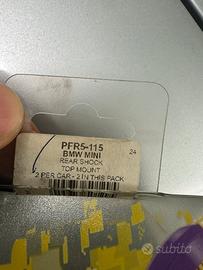 PFR5-115
BMW MINI
24
REAR SHOCK
TOP MOUNT
2 PER CAR - 2 IN THIS PACK
subito